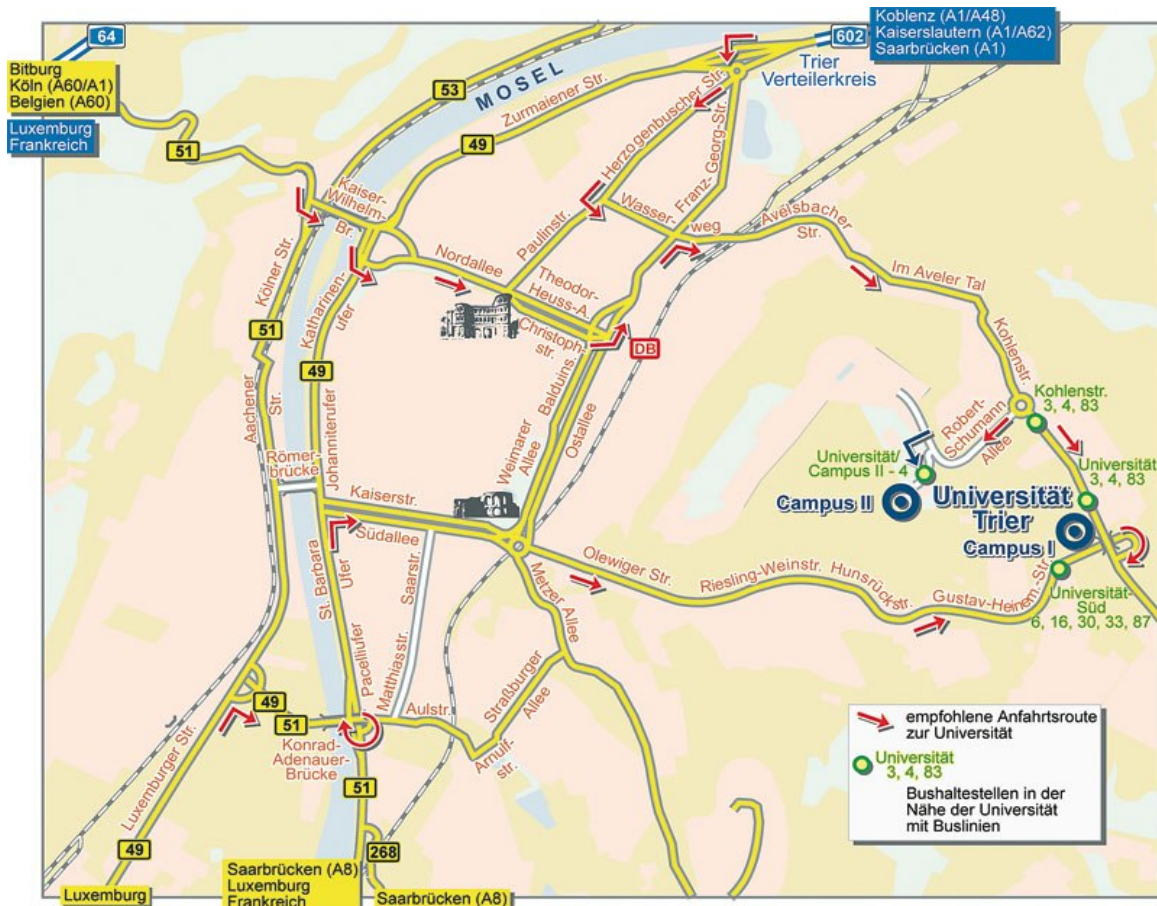 64
Bitburg
Köln (A60/A1)
Belgien (A60)
Luxemburg
Frankreich
51
53
MOSEL
602
Koblenz (A1/A48)
Kaiserslautern (A1/A62)
Saarbrücken (A1)
Trier
Verteilerkreis
Zurmaiener Str.
49
Herzogenbuscher Str.
Franz-Georg-Str.
Kaiser-
Wilhelm-
Br.
Kölner Str.
Paulinstr.
Wasser-
weg
Avelsbacher
Str.
Nordallee
Theodor-
Heuss-A.
Im Aveler Tal
Katharinen-
ufer
Christoph-
str.
DB
51
49
Kohlenstr.
Aachener
Str.
Johanniterufer
Weimarer
Allee
Balduins.
Ostallee
Robert-
Schumann
Allee
Kohlenstr.
3, 4, 83
Römer-
brücke
Universität/
Campus II - 4
Universität
3, 4, 83
Campus II
Universität
Trier
Campus I
Kaiserstr.
Südallee
St. Barbara
Ufer
Saarstr.
Metzer Allee
Olewiger Str.
Riesling-Weinstr.
Hunsrückstr.
Gustav-Heinem.-Str
Universität-
Süd
6, 16, 30, 33, 87
Pacelliufer
Matthiasstr.
Straßburger
Allee
Aulstr.
Arnulf-
str.
49
51
Konrad-
Adenauer-
Brücke
Luxemburger Str.
51
49
268
Luxemburg
Saarbrücken (A8)
Luxemburg
Frankreich
Saarbrücken (A8)
empfohlene Anfahrtsroute
zur Universität
Universität
3, 4, 83
Bushaltestellen in der
Nähe der Universität
mit Buslinien